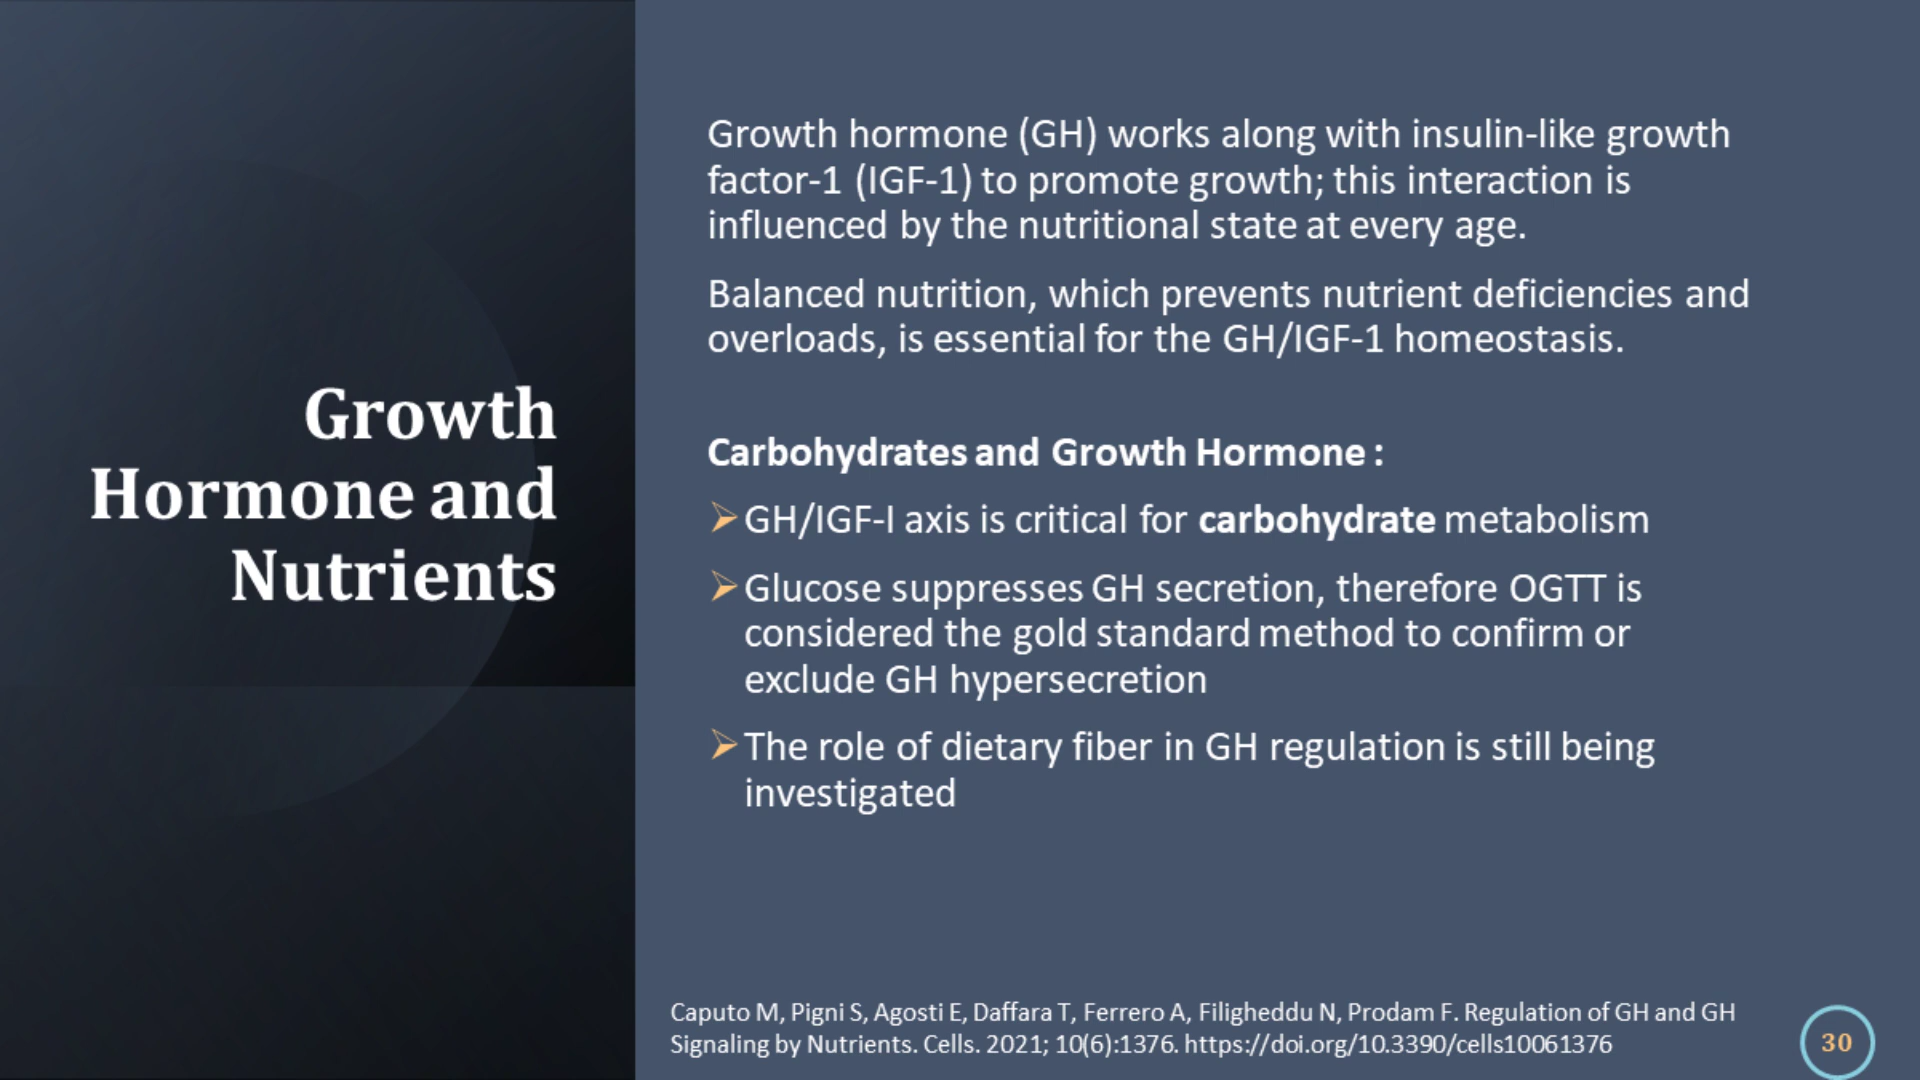 Growth
Hormone and
Nutrients
Growth hormone (GH) works along with insulin-like growth
factor-1 (IGF-1) to promote growth; this interaction is
influenced by the nutritional state at every age.
Balanced nutrition, which prevents nutrient deficiencies and
overloads, is essential for the GH/IGF-1 homeostasis.
Carbohydrates and Growth Hormone :
➢GH/IGF-I axis is critical for carbohydrate metabolism
➢Glucose suppresses GH secretion, therefore OGTT is
considered the gold standard method to confirm or
exclude GH hypersecretion
➢The role of dietary fiber in GH regulation is still being
investigated
Caputo M, Pigni S, Agosti E, Daffara T, Ferrero A, Filigheddu N, Prodam F. Regulation of GH and GH
Signaling by Nutrients. Cells. 2021; 10(6):1376. https://doi.org/10.3390/cells10061376
30